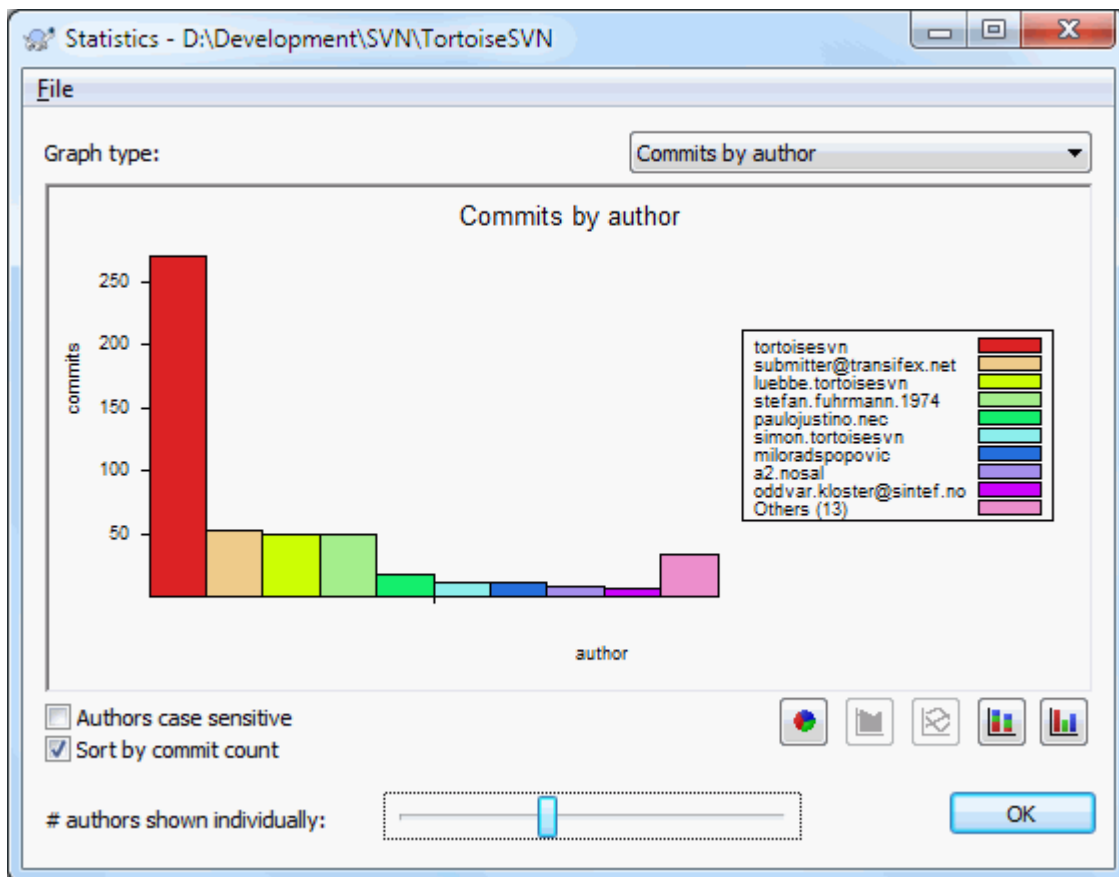 Statistics - D:\Development\SVN\TortoiseSVN
File
Graph type:
Commits by author
Commits by author
250
200
150
100
50
commits
author
tortoisesvn
submitter@transifex.net
luebbe.tortoisesvn
stefan.fuhrmann.1974
paulojustino.nec
simon.tortoisesvn
miloradspopovic
a2.nosal
oddvar.kloster@sintef.no
Others (13)
Authors case sensitive
Sort by commit count
# authors shown individually:
OK